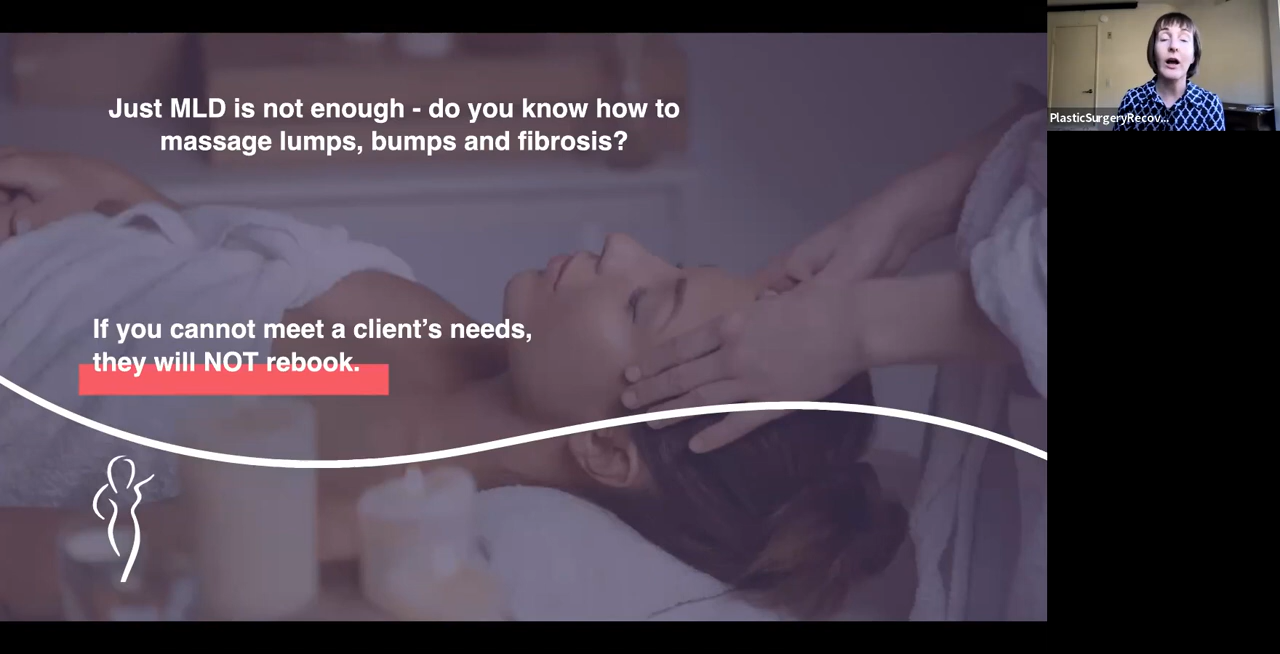 Just MLD is not enough - do you know how to
massage lumps, bumps and fibrosis?
If you cannot meet a client’s needs,
they will NOT rebook.
PlasticSurgeryRecov...